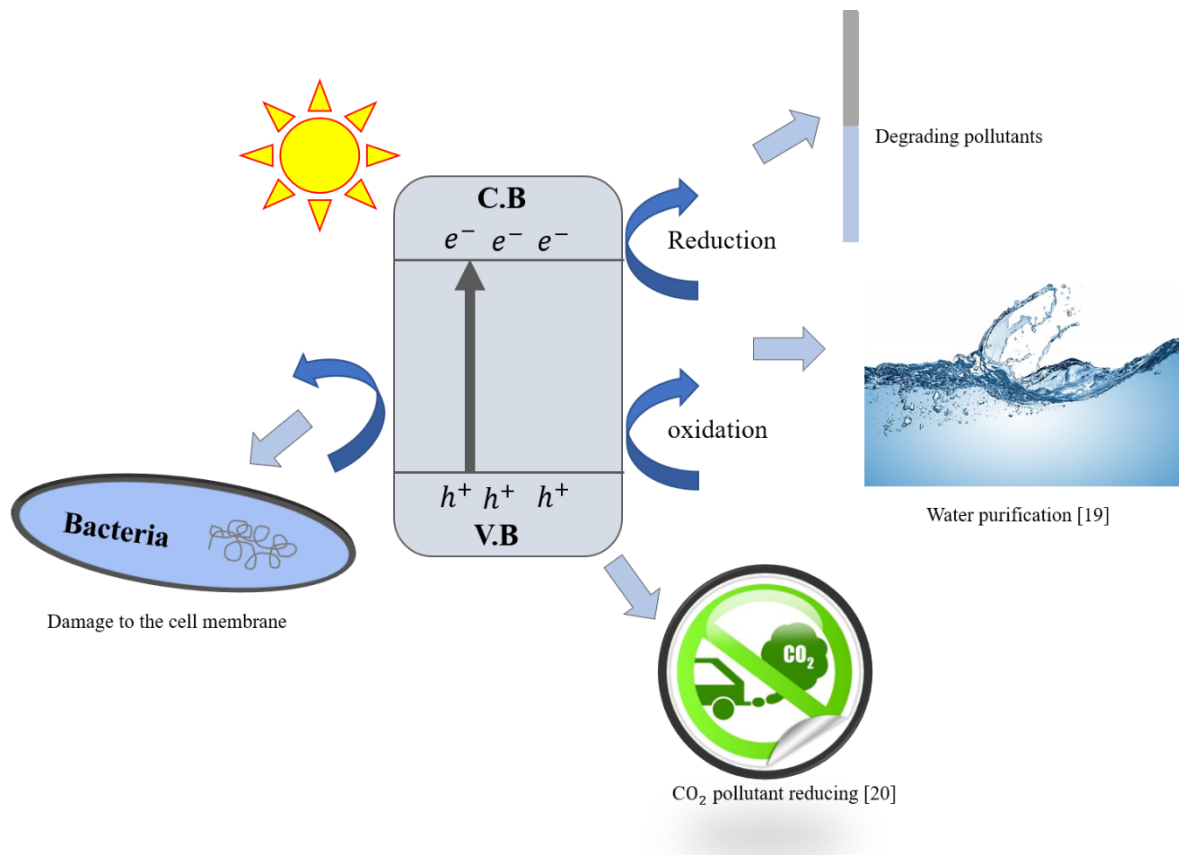 C.B
e⁻ e⁻ e⁻
Reduction
Degrading pollutants
oxidation
h⁺ h⁺ h⁺
V.B
Water purification [19]
Bacteria
Damage to the cell membrane
CO₂
CO₂ pollutant reducing [20]